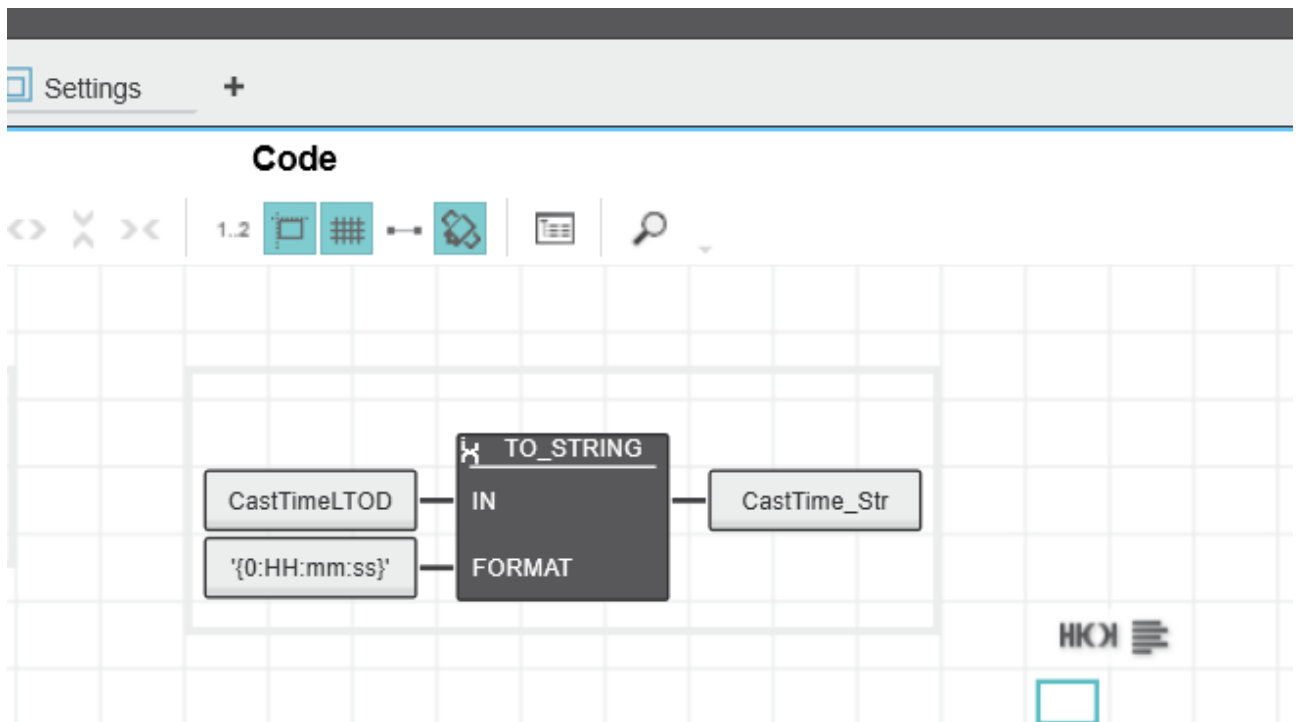 Settings +
Code
1..2
TO_STRING
CastTimeLTOD IN CastTime_Str
'{0:HH:mm:ss}' FORMAT